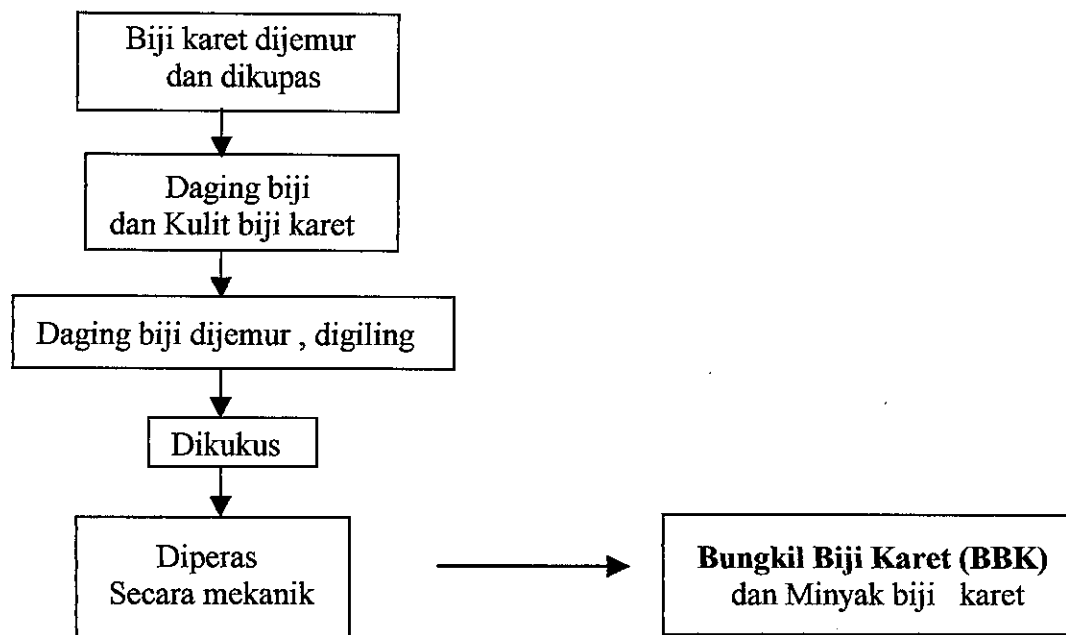 Biji karet dijemur
dan dikupas
Daging biji
dan Kulit biji karet
Daging biji dijemur , digiling
Dikukus
Diperas
Secara mekanik
Bungkil Biji Karet (BBK)
dan Minyak biji karet